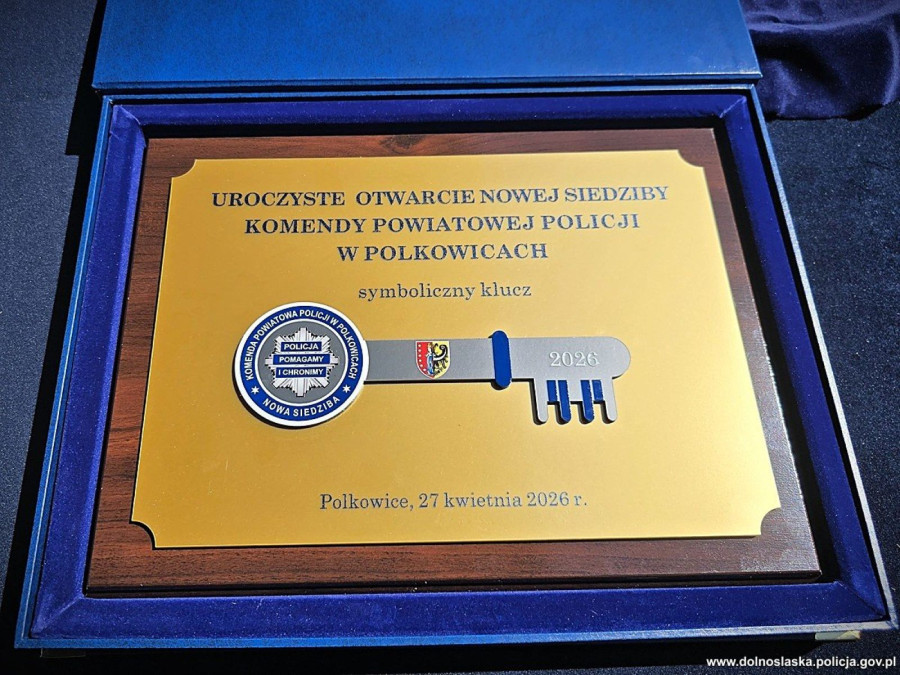 UROCZYSTE OTWARCIE NOWEJ SIEDZIBY
KOMENDY POWIATOWEJ POLICJI
W POLKOWICACH
symboliczny klucz
KOMENDA POWIATOWA POLICJI W POLKOWICACH
POLICJA
POMAGAMY
I CHRONIMY
NOWA SIEDZIBA
2026
Polkowice, 27 kwietnia 2026 r.
www.dolnoslaska.policja.gov.pl